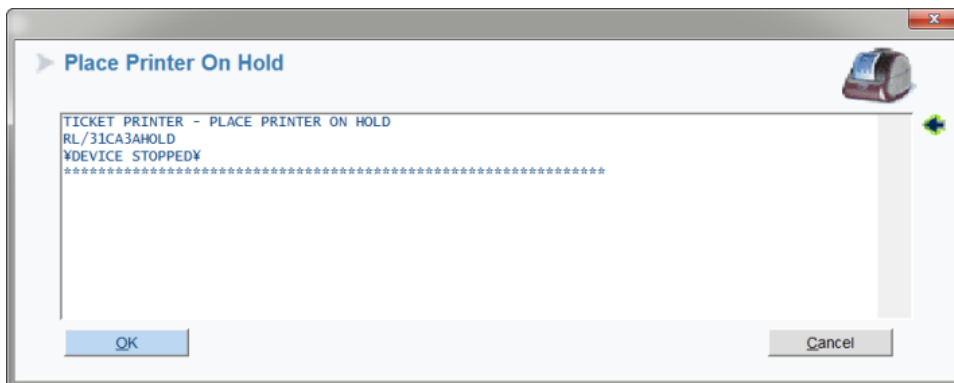 Place Printer On Hold
TICKET PRINTER - PLACE PRINTER ON HOLD
RL/31CA3AHOLD
¥DEVICE STOPPED¥
***************************************************************
OK
Cancel